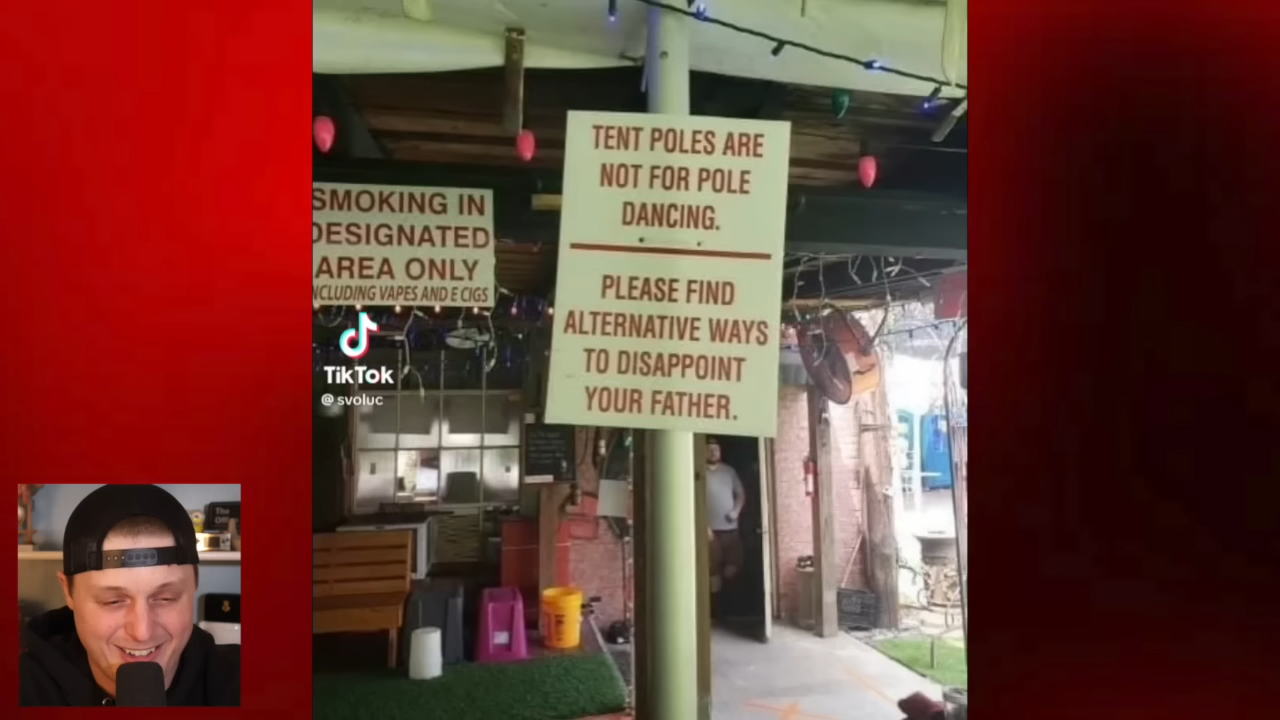 TENT POLES ARE
NOT FOR POLE
DANCING.
PLEASE FIND
ALTERNATIVE WAYS
TO DISAPPOINT
YOUR FATHER.
SMOKING IN
DESIGNATED
AREA ONLY
INCLUDING VAPES AND E CIGS
TikTok
@ svoluc
The